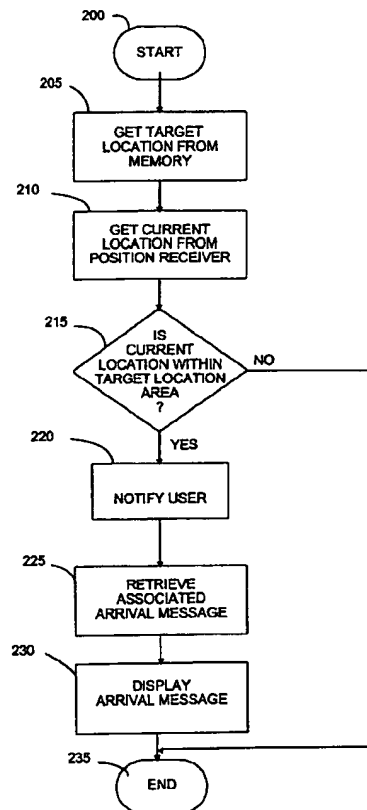 200
START
205
GET TARGET
LOCATION FROM
MEMORY
210
GET CURRENT
LOCATION FROM
POSITION RECEIVER
215
IS
CURRENT
LOCATION WITHIN
TARGET LOCATION
AREA
?
NO
YES
220
NOTIFY USER
225
RETRIEVE
ASSOCIATED
ARRIVAL MESSAGE
230
DISPLAY
ARRIVAL MESSAGE
235
END